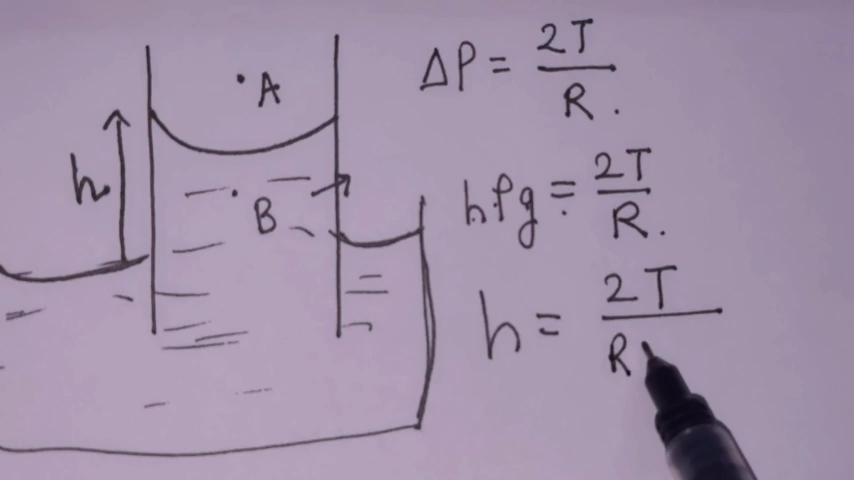 A
h
B
ΔP = 2T/R.
hρg = 2T/R.
h = 2T/R